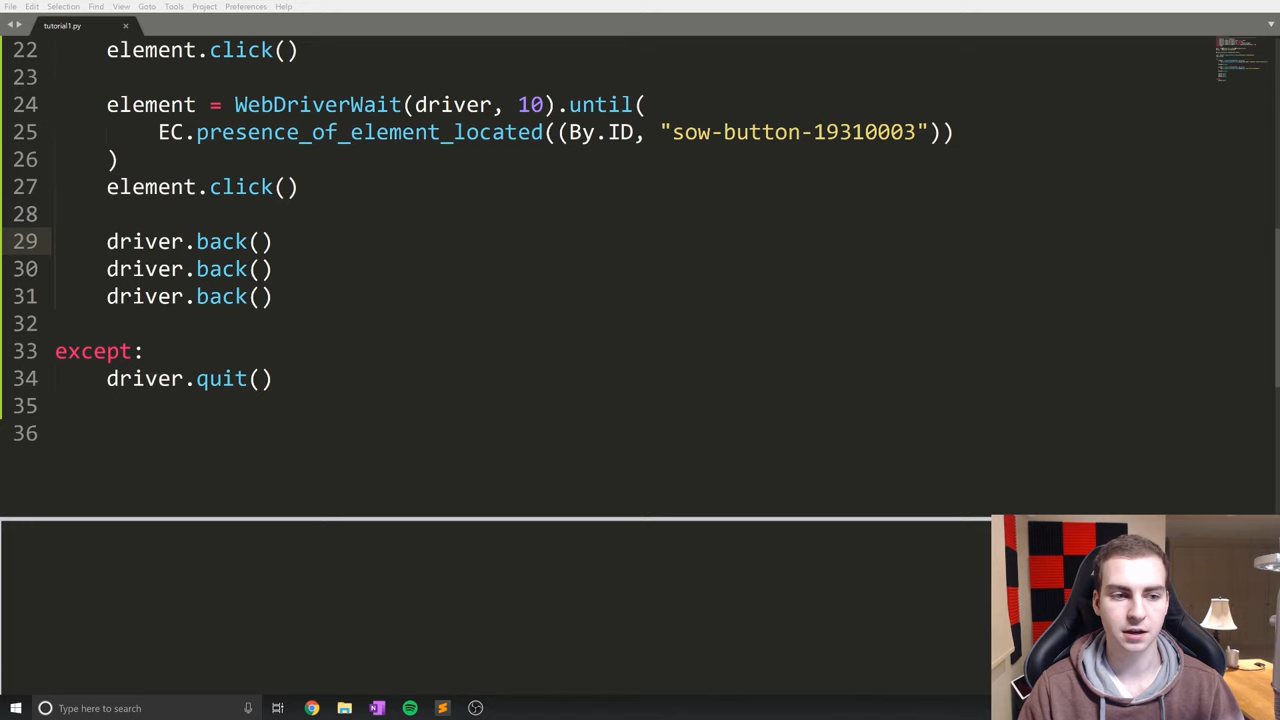 File Edit Selection Find View Goto Tools Project Preferences Help
tutorial1.py ×
22 element.click()
23
24 element = WebDriverWait(driver, 10).until(
25 EC.presence_of_element_located((By.ID, "sow-button-19310003"))
26 )
27 element.click()
28
29 driver.back()
30 driver.back()
31 driver.back()
32
33 except:
34 driver.quit()
35
36
Type here to search